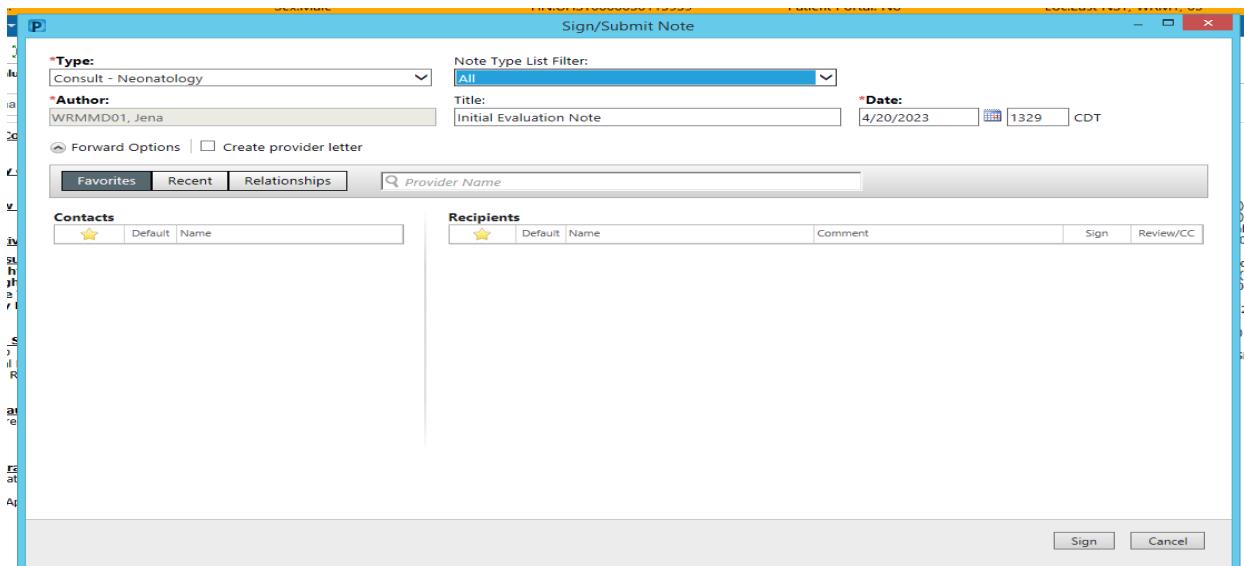 Sign/Submit Note
*Type:
Note Type List Filter:
Consult - Neonatology
All
*Author:
Title:
*Date:
WRMMD01, Jena
Initial Evaluation Note
4/20/2023
1329
CDT
Forward Options
Create provider letter
Favorites
Recent
Relationships
Provider Name
Contacts
Recipients
Default
Name
Default
Name
Comment
Sign
Review/CC
Sign
Cancel